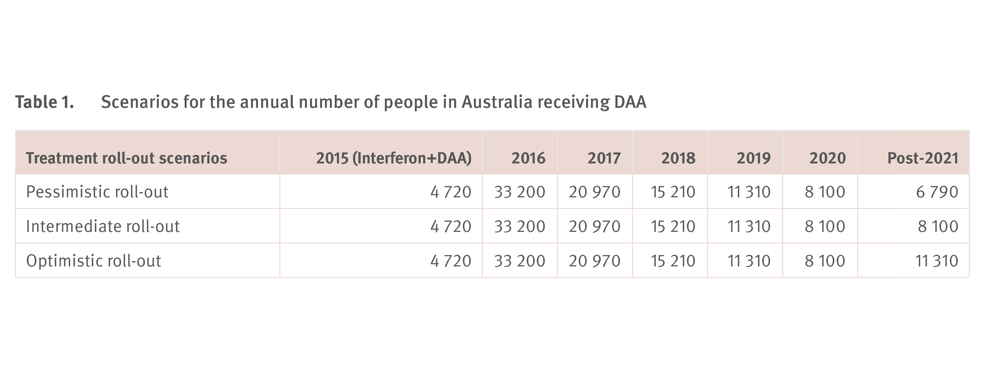 Table 1. Scenarios for the annual number of people in Australia receiving DAA
Treatment roll-out scenarios 2015 (Interferon+DAA) 2016 2017 2018 2019 2020 Post-2021
Pessimistic roll-out 4 720 33 200 20 970 15 210 11 310 8 100 6 790
Intermediate roll-out 4 720 33 200 20 970 15 210 11 310 8 100 8 100
Optimistic roll-out 4 720 33 200 20 970 15 210 11 310 8 100 11 310